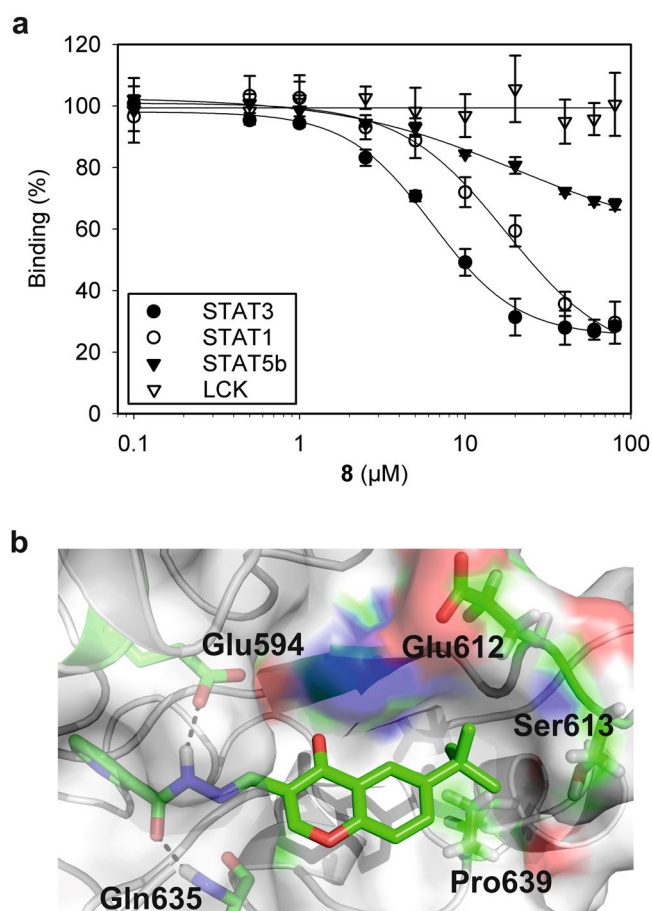 a
120
100
80
60
40
20
0
Binding (%)
STAT3
STAT1
STAT5b
LCK
0.1
1
10
100
8 (µM)
b
Glu594
Glu612
Ser613
Gln635
Pro639